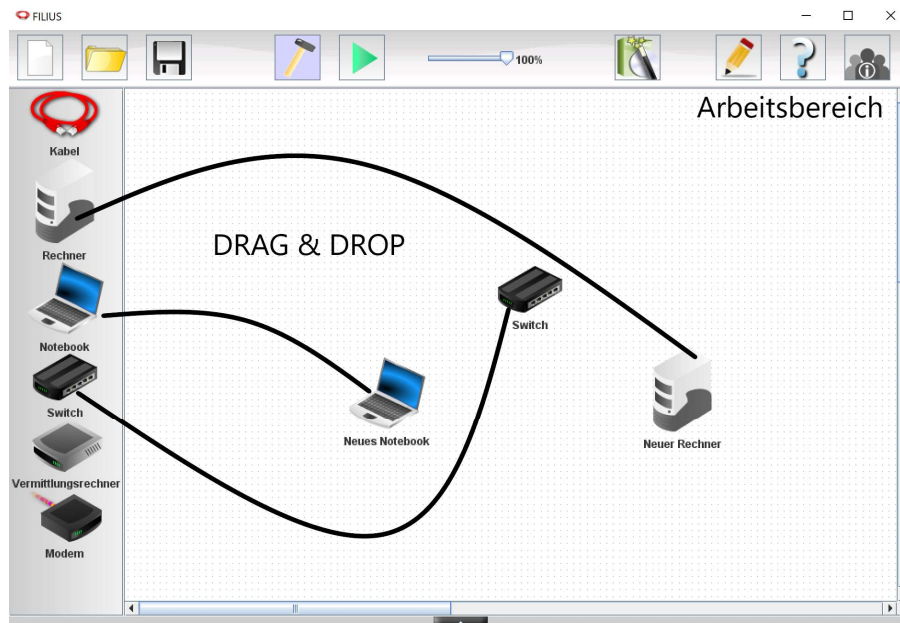 FILIUS
100%
Arbeitsbereich
Kabel
Rechner
DRAG & DROP
Switch
Notebook
Neues Notebook
Neuer Rechner
Switch
Vermittlungsrechner
Modem